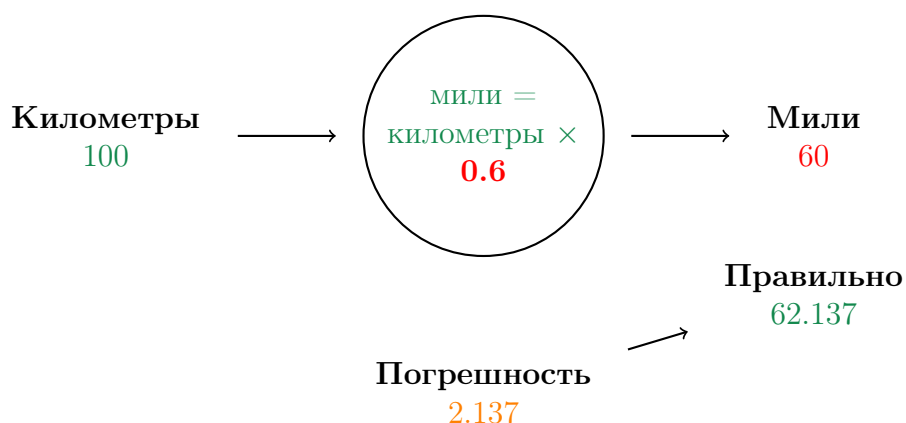 Километры
100
мили =
километры ×
0.6
Мили
60
Правильно
62.137
Погрешность
2.137